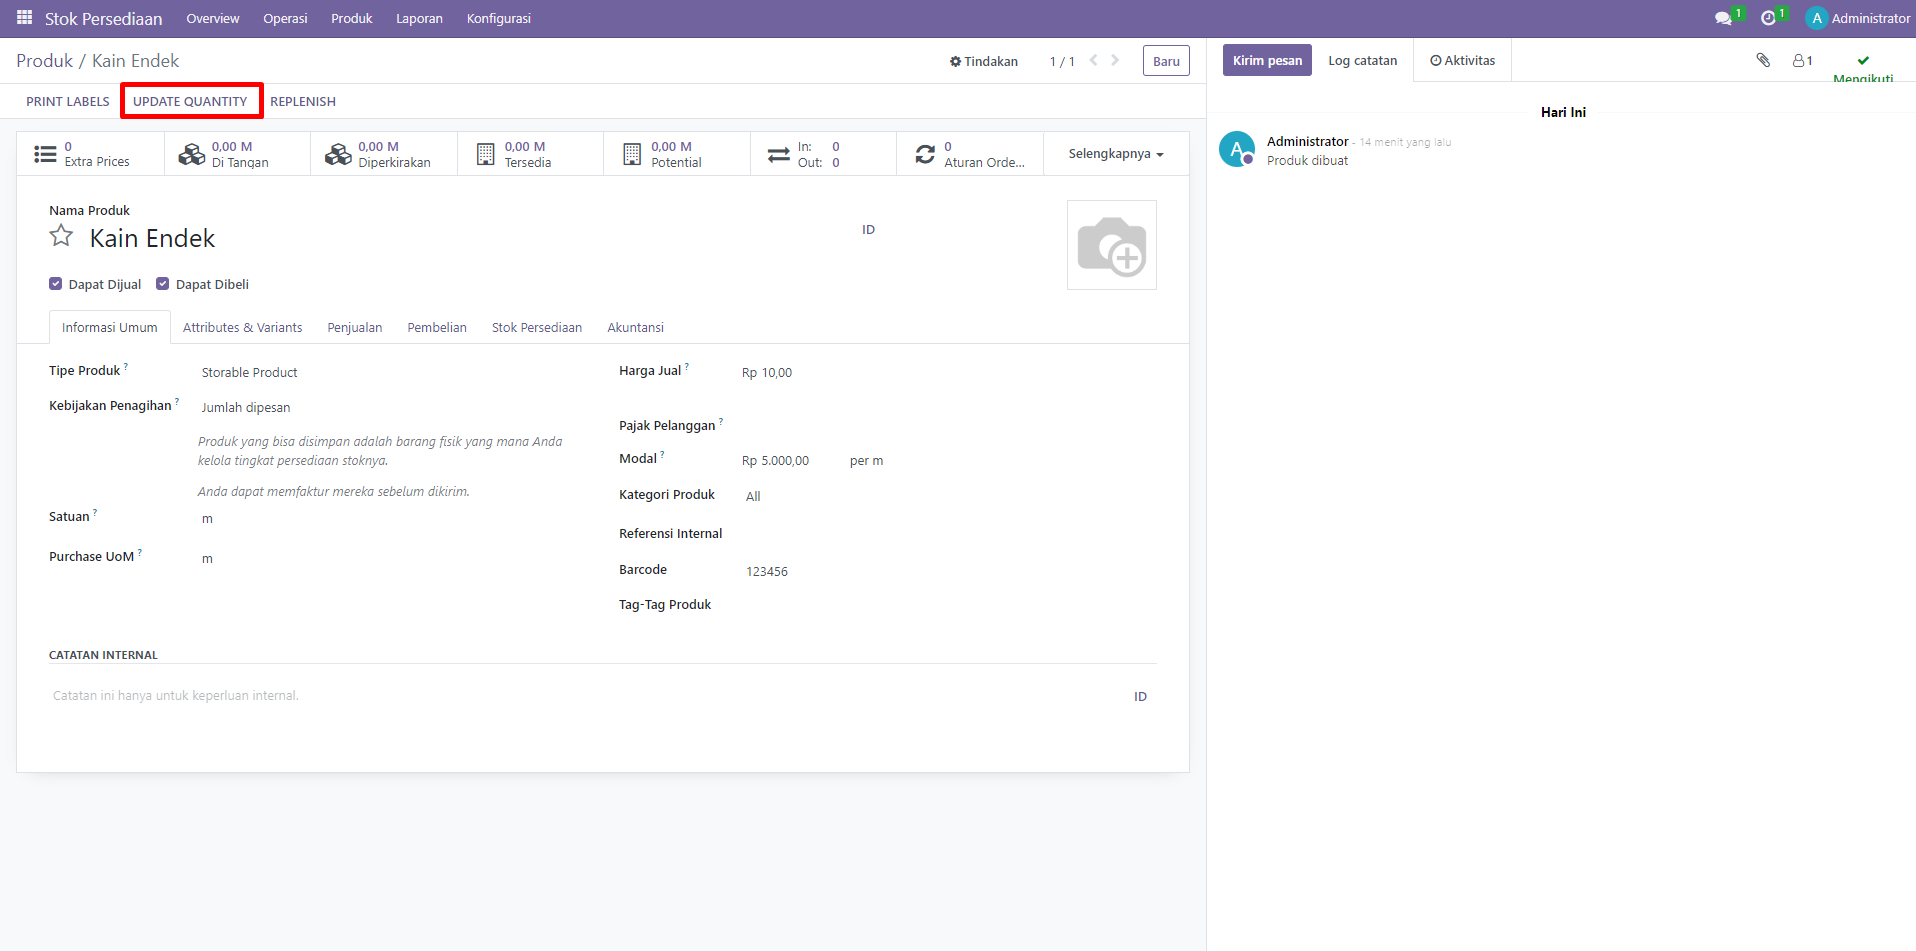 Stok Persediaan Overview Operasi Produk Laporan Konfigurasi 1 1 A Administrator
Produk / Kain Endek Tindakan 1 / 1 Baru
PRINT LABELS UPDATE QUANTITY REPLENISH
0 Extra Prices
0,00 M Di Tangan
0,00 M Diperkirakan
0,00 M Tersedia
0,00 M Potential
In: 0
Out: 0
0 Aturan Orde...
Selengkapnya
Nama Produk
Kain Endek ID
Dapat Dijual Dapat Dibeli
Informasi Umum Attributes & Variants Penjualan Pembelian Stok Persediaan Akuntansi
Tipe Produk ? Storable Product
Kebijakan Penagihan ? Jumlah dipesan
Produk yang bisa disimpan adalah barang fisik yang mana Anda
kelola tingkat persediaan stoknya.
Anda dapat memfaktur mereka sebelum dikirim.
Satuan ? m
Purchase UoM ? m
Harga Jual ? Rp 10,00
Pajak Pelanggan ?
Modal ? Rp 5.000,00 per m
Kategori Produk All
Referensi Internal
Barcode 123456
Tag-Tag Produk
CATATAN INTERNAL
Catatan ini hanya untuk keperluan internal. ID
Kirim pesan Log catatan Aktivitas 1 Mengikuti
Hari Ini
A Administrator - 14 menit yang lalu
Produk dibuat